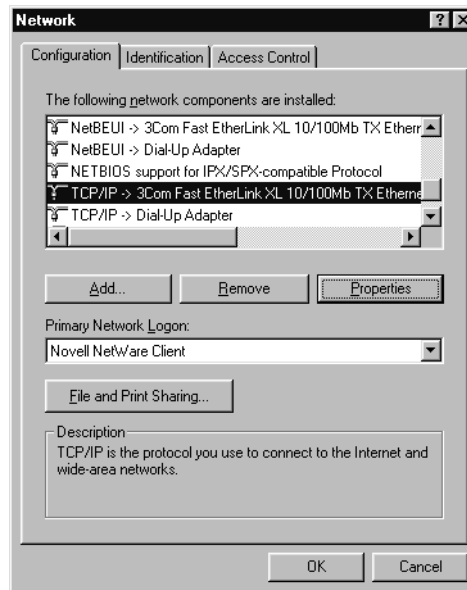 Network
Configuration Identification Access Control
The following network components are installed:
NetBEUI -> 3Com Fast EtherLink XL 10/100Mb TX Etherr
NetBEUI -> Dial-Up Adapter
NETBIOS support for IPX/SPX-compatible Protocol
TCP/IP -> 3Com Fast EtherLink XL 10/100Mb TX Etherne
TCP/IP -> Dial-Up Adapter
Add... Remove Properties
Primary Network Logon:
Novell NetWare Client
File and Print Sharing...
Description
TCP/IP is the protocol you use to connect to the Internet and
wide-area networks.
OK Cancel